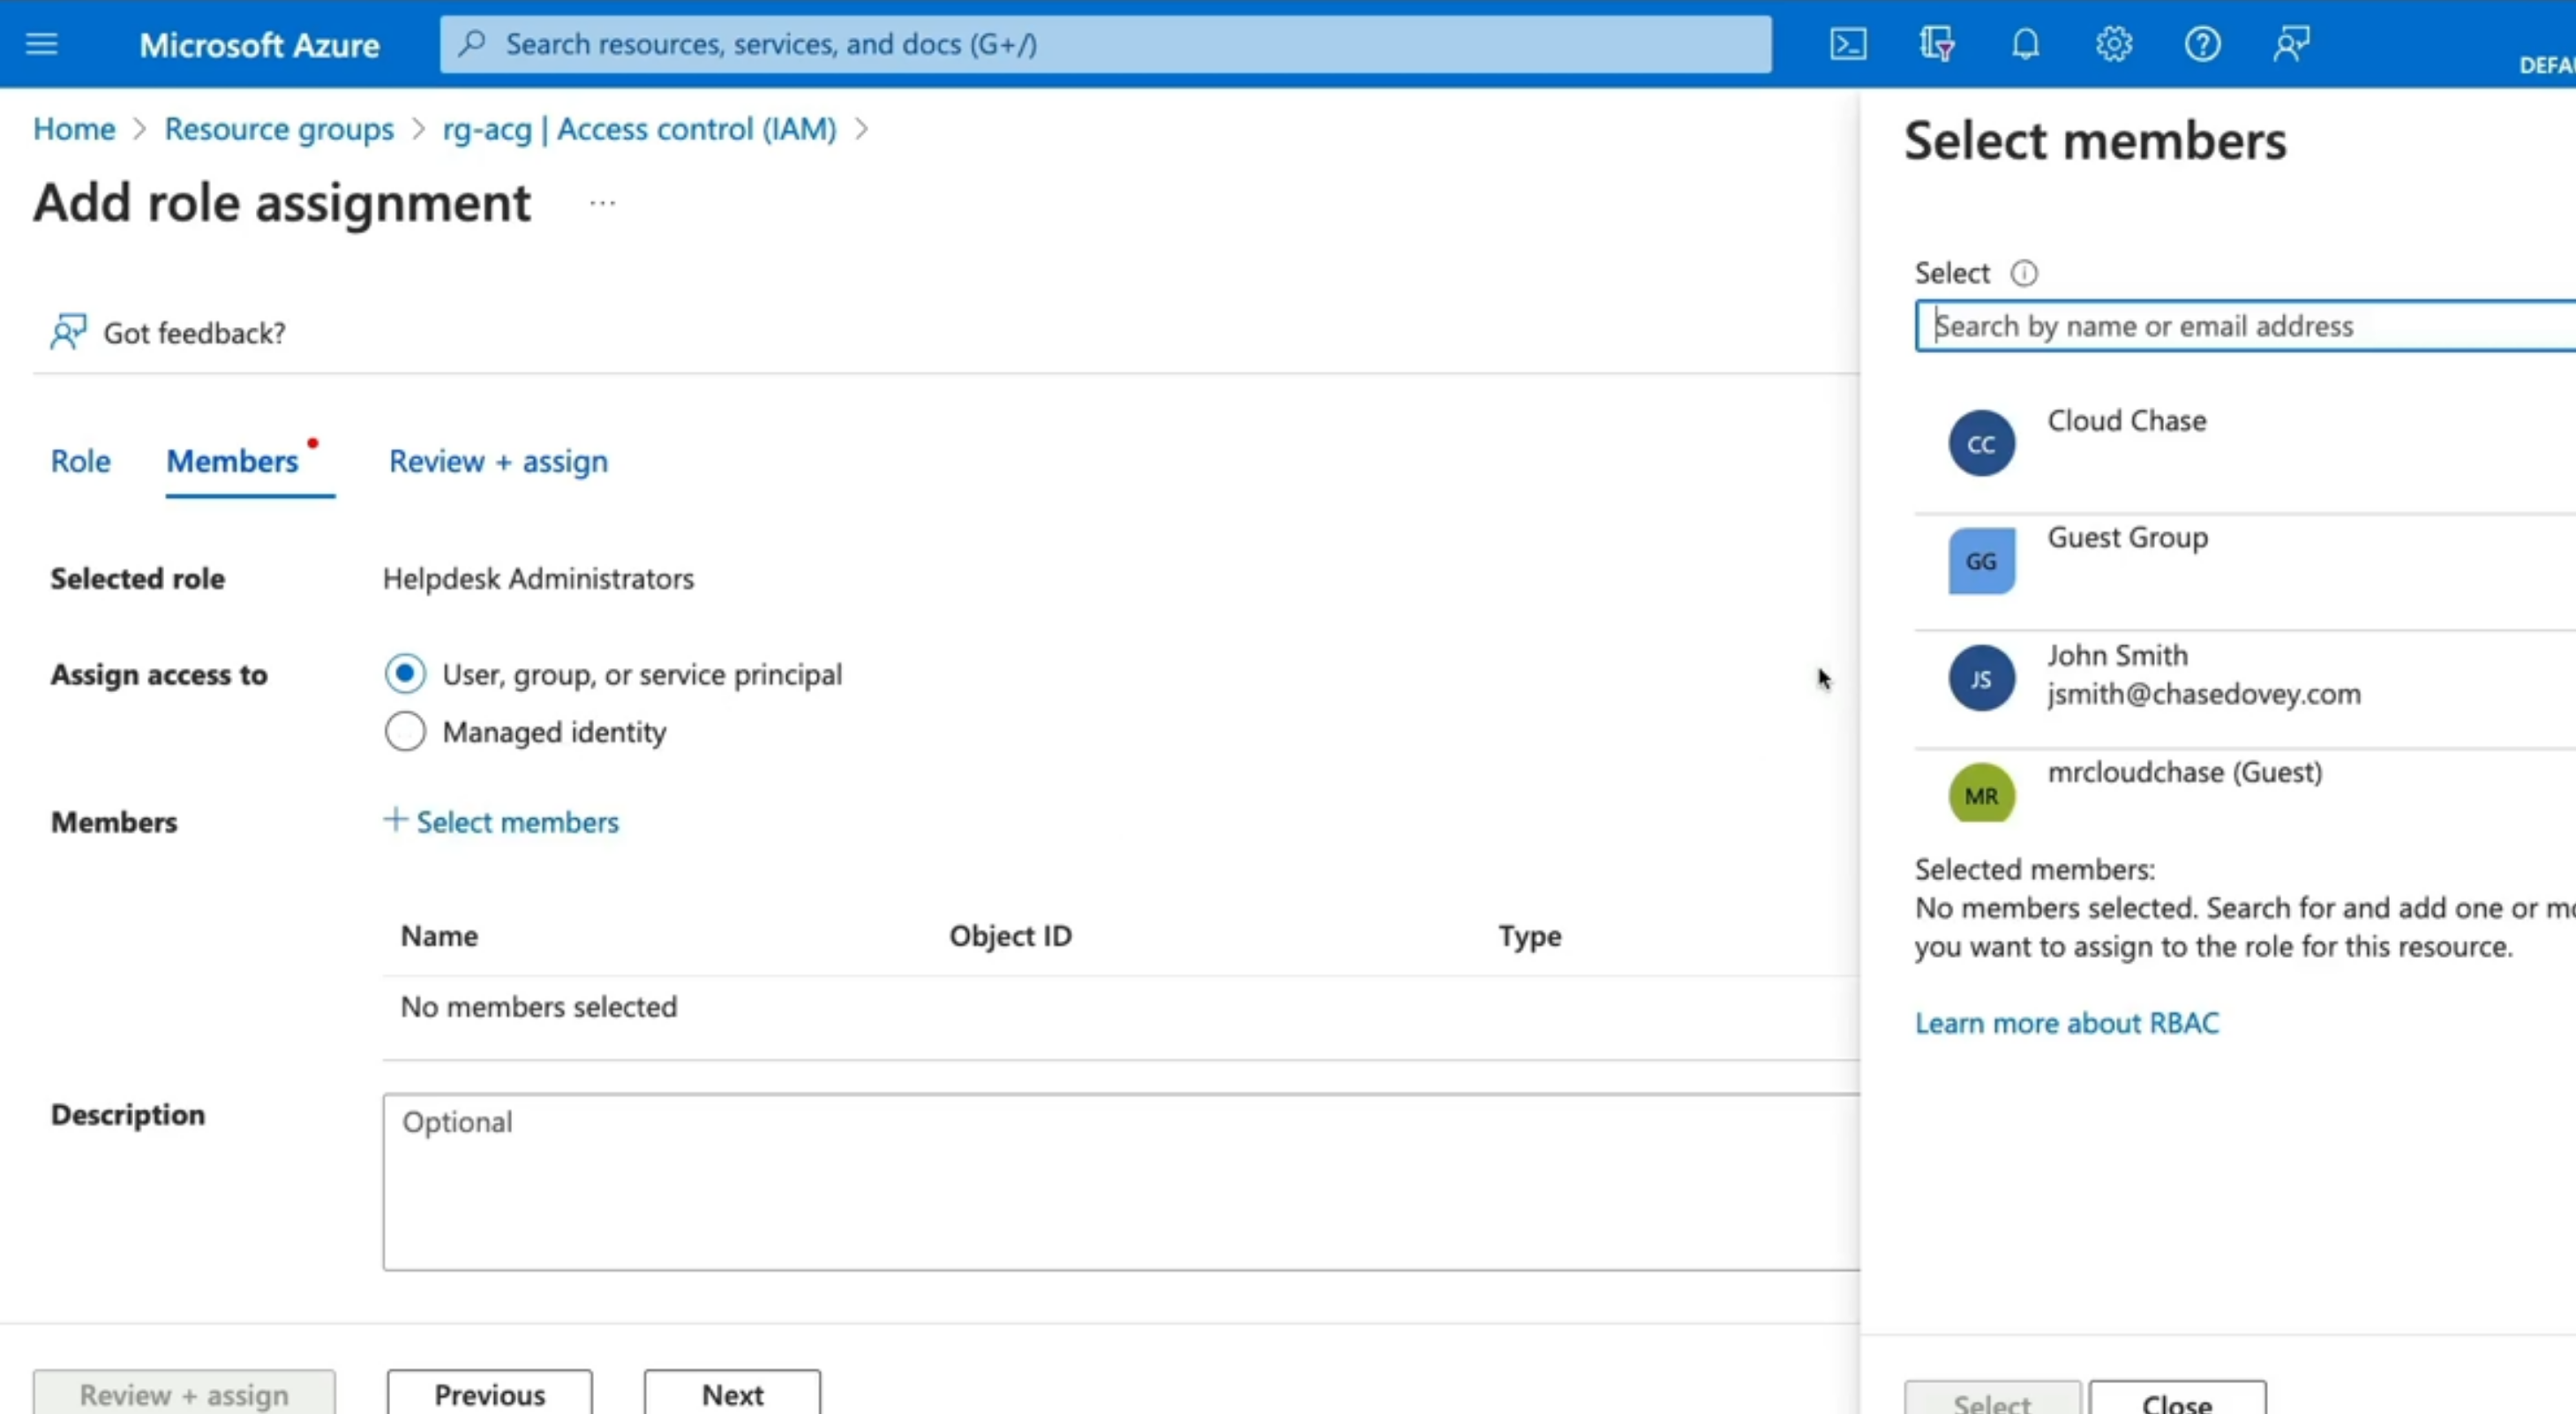 Microsoft Azure
Search resources, services, and docs (G+/)
Home > Resource groups > rg-acg | Access control (IAM) >
Add role assignment ...
Got feedback?
Role Members Review + assign
Selected role Helpdesk Administrators
Assign access to User, group, or service principal
Managed identity
Members + Select members
Name Object ID Type
No members selected
Description Optional
Review + assign Previous Next
Select members
Select
Search by name or email address
CC Cloud Chase
GG Guest Group
JS John Smith
jsmith@chasedovey.com
MR mrcloudchase (Guest)
Selected members:
No members selected. Search for and add one or
you want to assign to the role for this resource.
Learn more about RBAC
Select Close